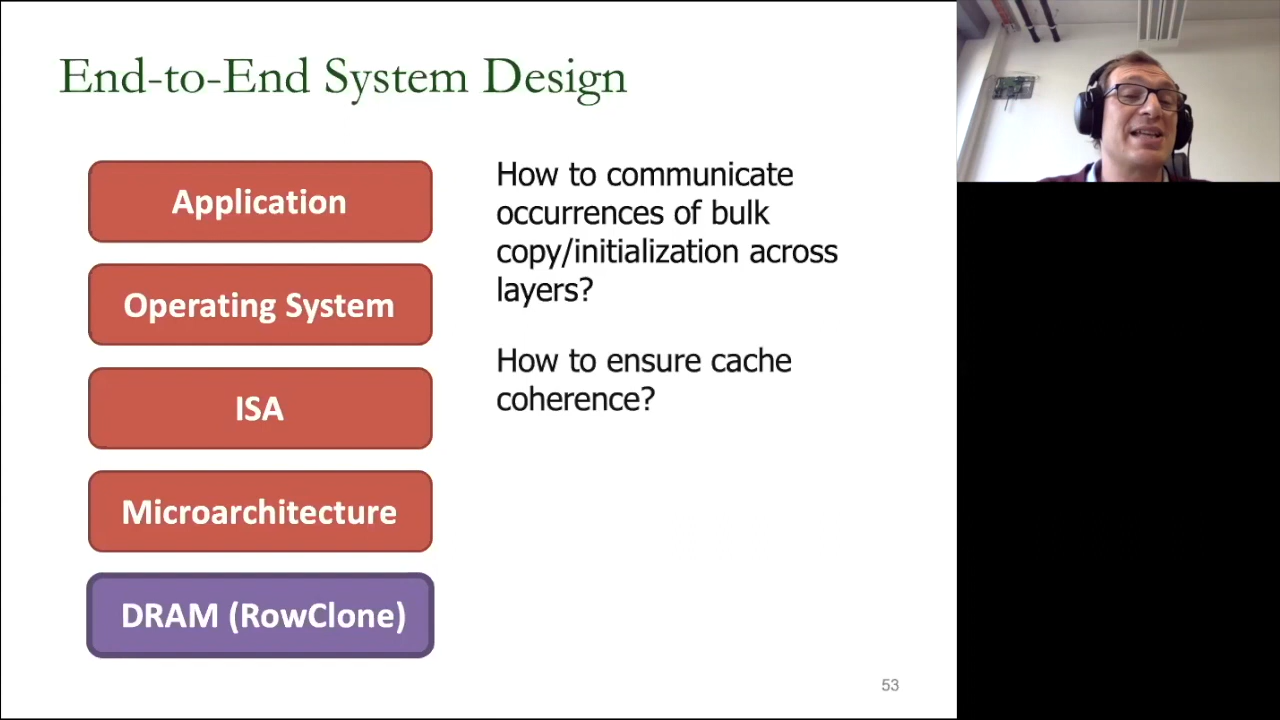 End-to-End System Design
Application
Operating System
ISA
Microarchitecture
DRAM (RowClone)
How to communicate
occurrences of bulk
copy/initialization across
layers?
How to ensure cache
coherence?
53